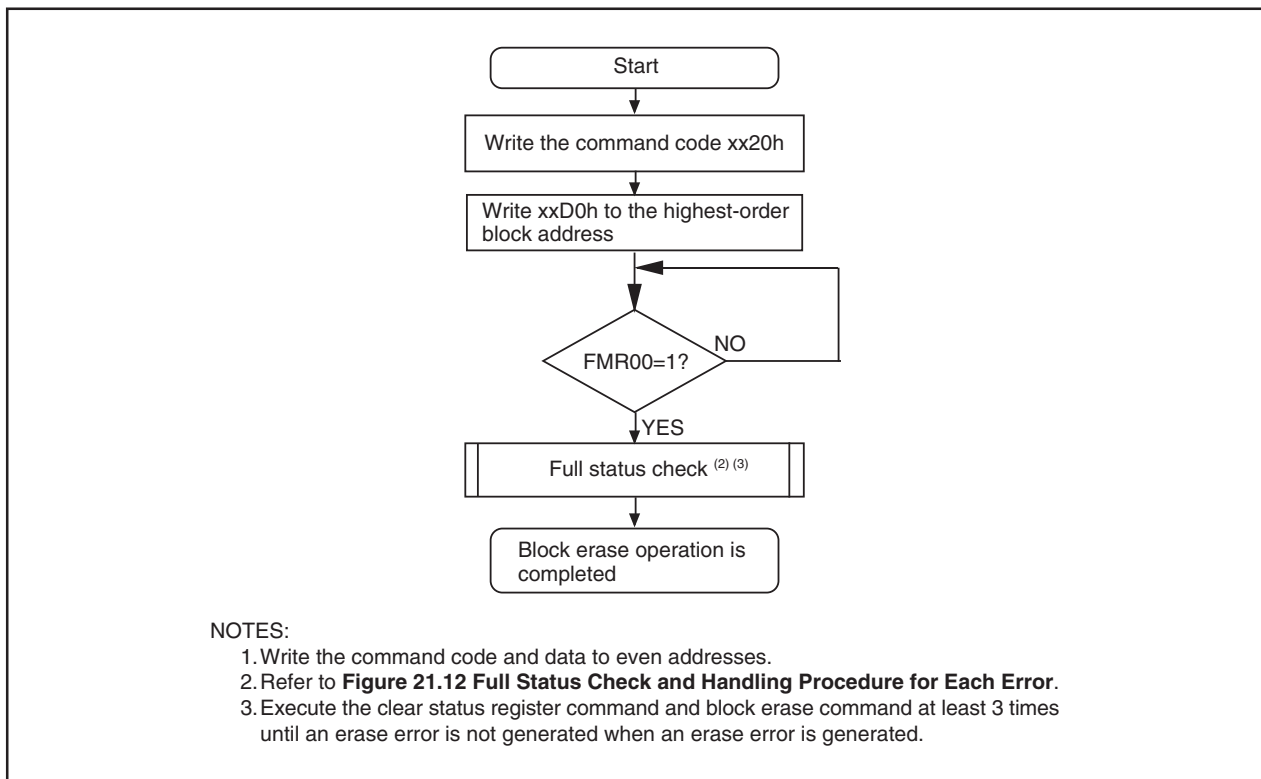 Start
Write the command code xx20h
Write xxD0h to the highest-order
block address
FMR00=1?
NO
YES
Full status check (2) (3)
Block erase operation is
completed
NOTES:
1. Write the command code and data to even addresses.
2. Refer to Figure 21.12 Full Status Check and Handling Procedure for Each Error.
3. Execute the clear status register command and block erase command at least 3 times
until an erase error is not generated when an erase error is generated.